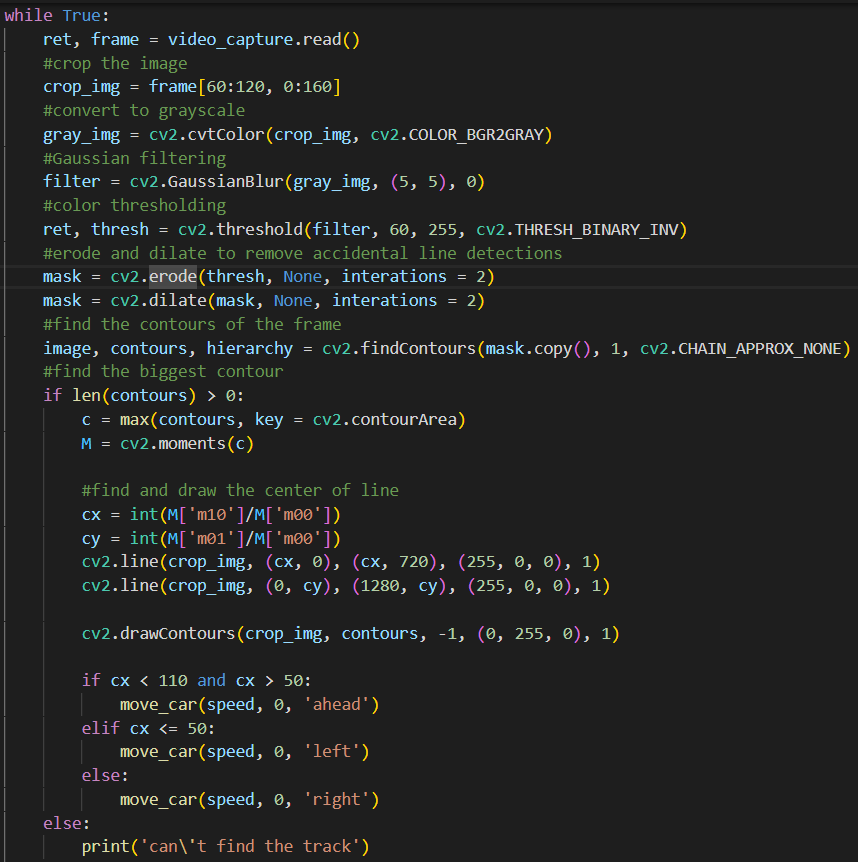 while True:
    ret, frame = video_capture.read()
    #crop the image
    crop_img = frame[60:120, 0:160]
    #convert to grayscale
    gray_img = cv2.cvtColor(crop_img, cv2.COLOR_BGR2GRAY)
    #Gaussian filtering
    filter = cv2.GaussianBlur(gray_img, (5, 5), 0)
    #color thresholding
    ret, thresh = cv2.threshold(filter, 60, 255, cv2.THRESH_BINARY_INV)
    #erode and dilate to remove accidental line detections
    mask = cv2.erode(thresh, None, interations = 2)
    mask = cv2.dilate(mask, None, interations = 2)
    #find the contours of the frame
    image, contours, hierarchy = cv2.findContours(mask.copy(), 1, cv2.CHAIN_APPROX_NONE)
    #find the biggest contour
    if len(contours) > 0:
        c = max(contours, key = cv2.contourArea)
        M = cv2.moments(c)

        #find and draw the center of line
        cx = int(M['m10']/M['m00'])
        cy = int(M['m01']/M['m00'])
        cv2.line(crop_img, (cx, 0), (cx, 720), (255, 0, 0), 1)
        cv2.line(crop_img, (0, cy), (1280, cy), (255, 0, 0), 1)

        cv2.drawContours(crop_img, contours, -1, (0, 255, 0), 1)

        if cx < 110 and cx > 50:
            move_car(speed, 0, 'ahead')
        elif cx <= 50:
            move_car(speed, 0, 'left')
        else:
            move_car(speed, 0, 'right')
    else:
        print('can\'t find the track')